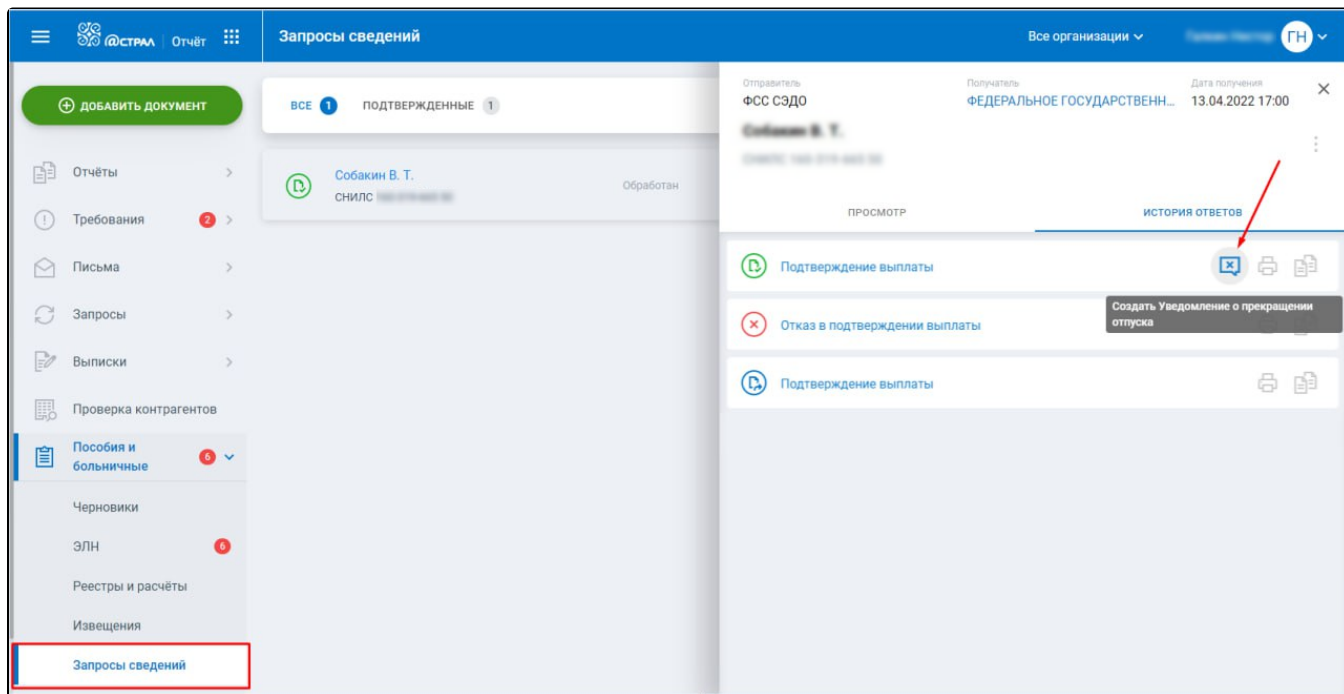 @СТРАЛ | Отчёт
Запросы сведений
Все организации
ГН
ДОБАВИТЬ ДОКУМЕНТ
Отчёты
Требования 2
Письма
Запросы
Выписки
Проверка контрагентов
Пособия и
больничные 6
Черновики
ЭЛН 6
Реестры и расчёты
Извещения
Запросы сведений
ВСЕ 1 ПОДТВЕРЖДЕННЫЕ 1
Собакин В. Т.
СНИЛС
Обработан
Отправитель
ФСС СЭДО
Получатель
ФЕДЕРАЛЬНОЕ ГОСУДАРСТВЕНН...
Дата получения
13.04.2022 17:00
Собакин В. Т.
ПРОСМОТР
ИСТОРИЯ ОТВЕТОВ
Подтверждение выплаты
Создать Уведомление о прекращении
отпуска
Отказ в подтверждении выплаты
Подтверждение выплаты